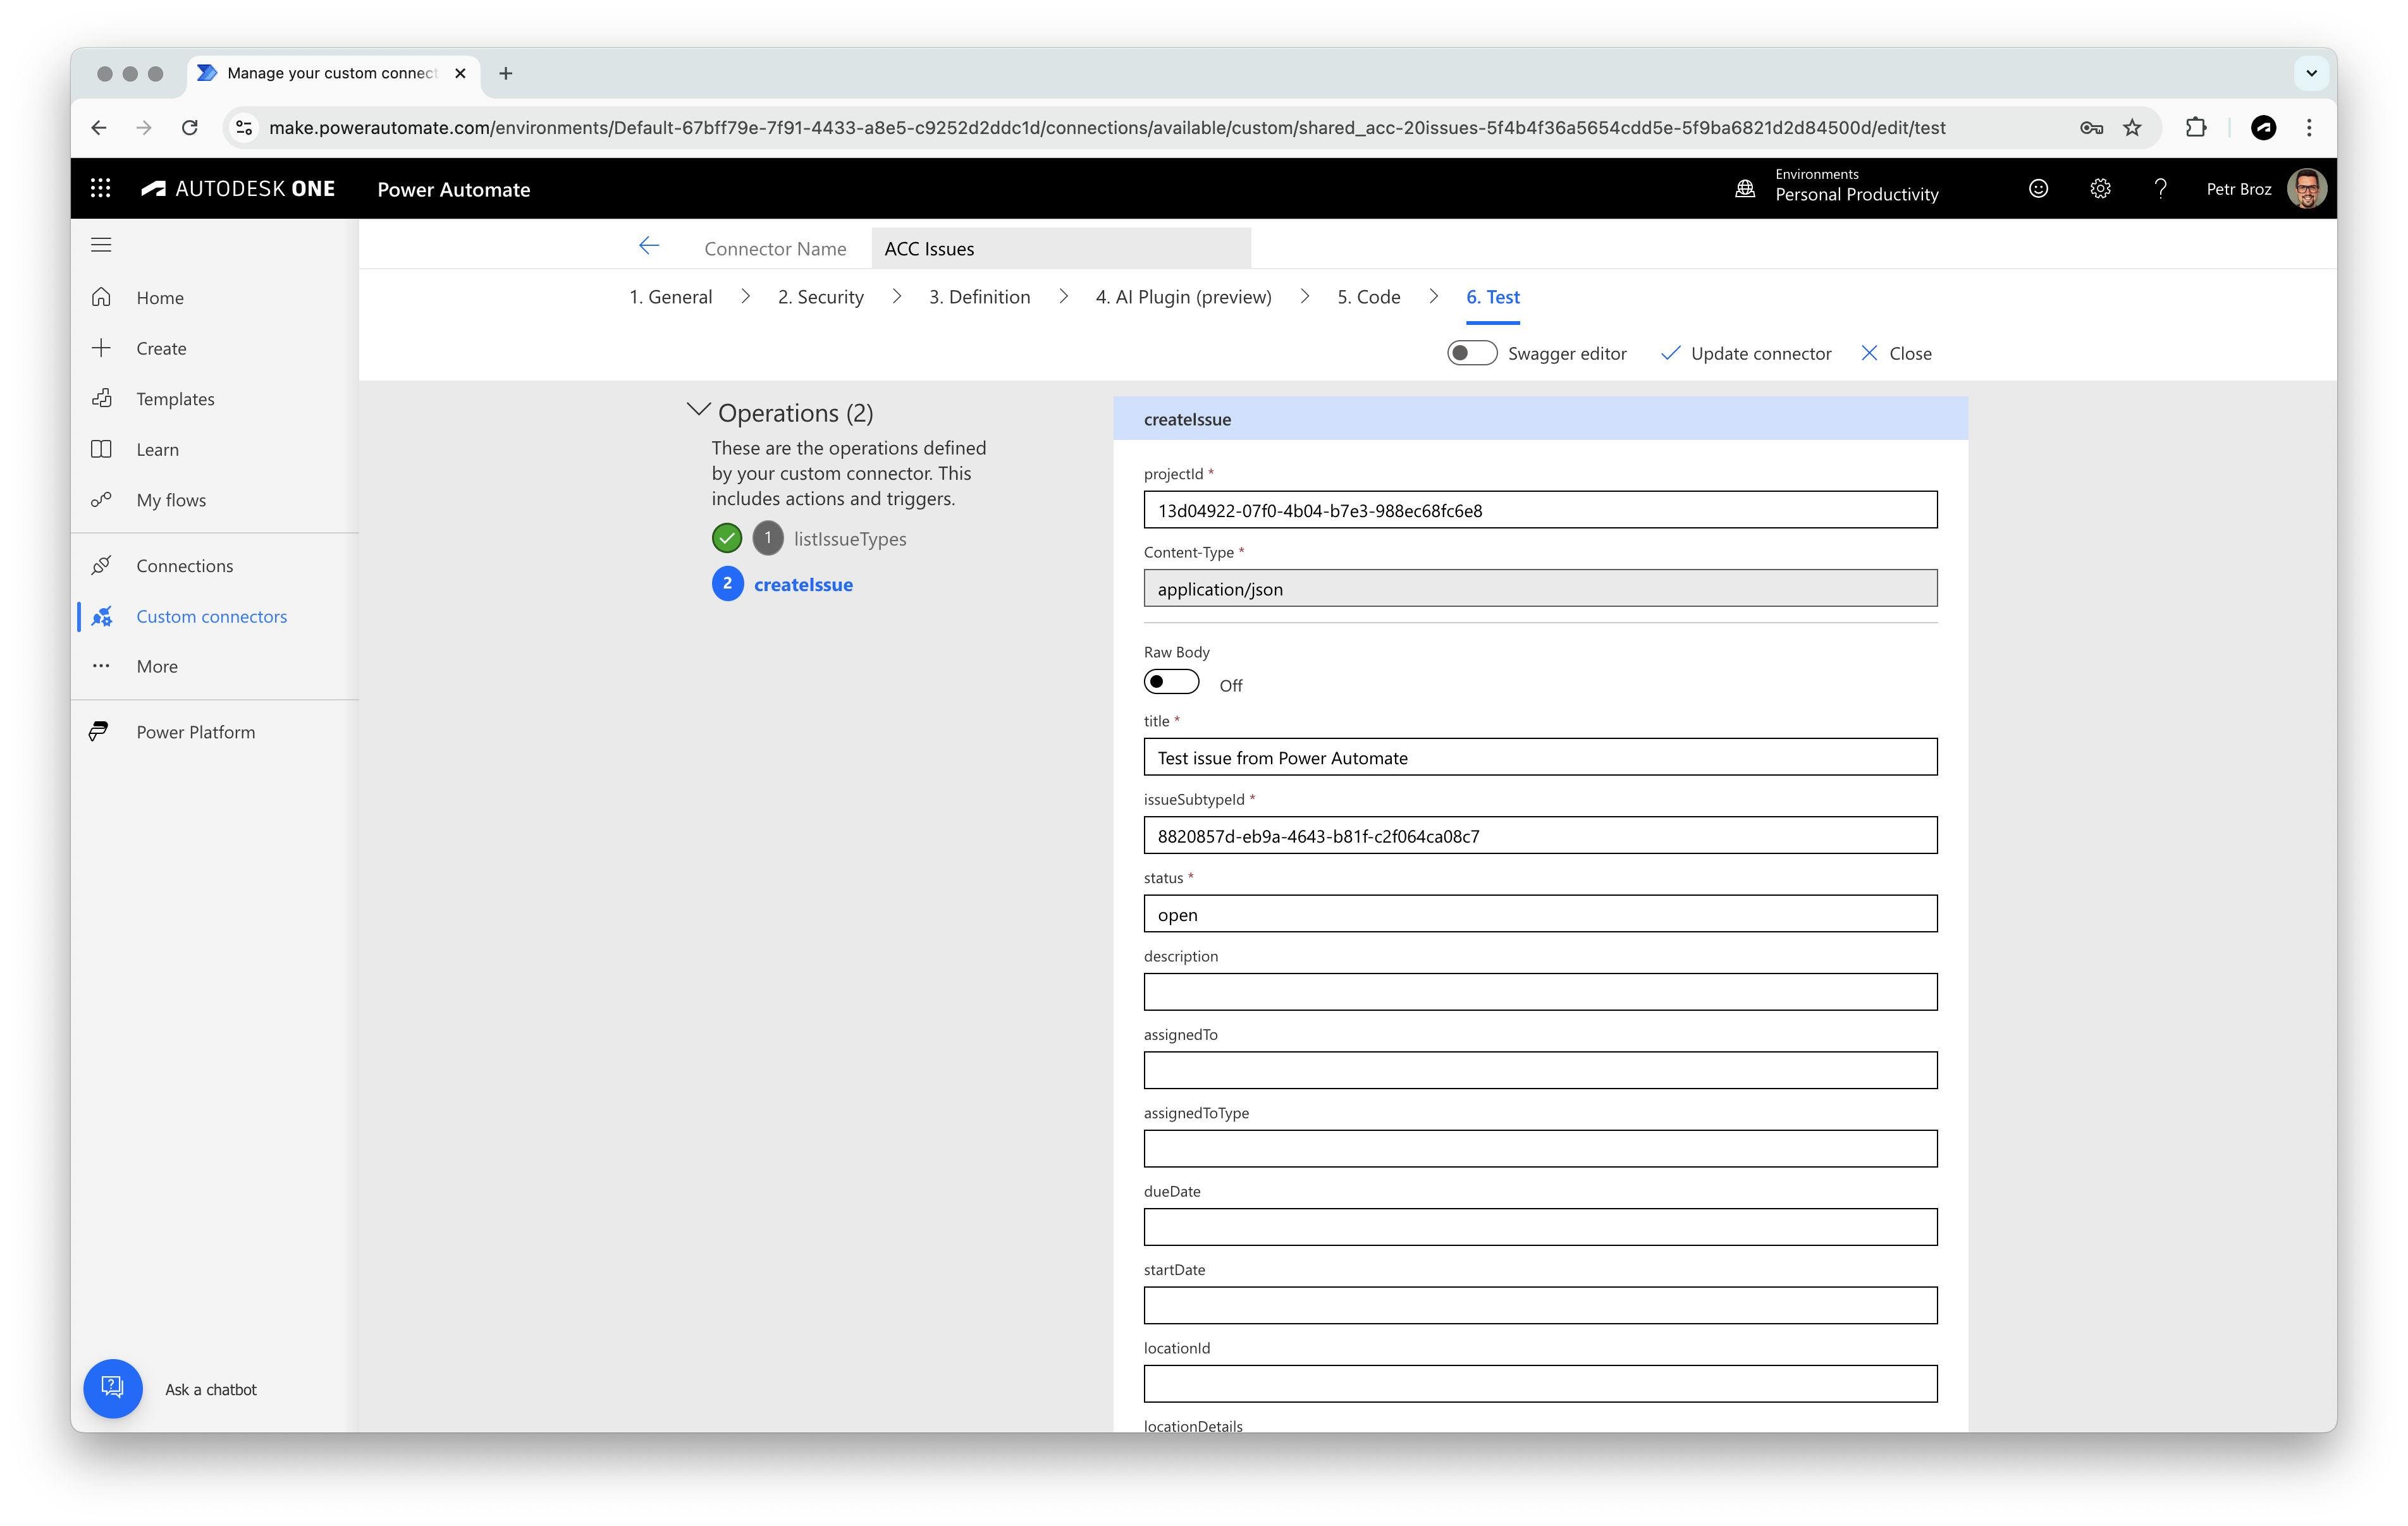 Manage your custom connect
make.powerautomate.com/environments/Default-67bff79e-7f91-4433-a8e5-c9252d2ddc1d/connections/available/custom/shared_acc-20issues-5f4b4f36a5654cdd5e-5f9ba6821d2d84500d/edit/test
AUTODESK ONE
Power Automate
Environments
Personal Productivity
Petr Broz
Home
Create
Templates
Learn
My flows
Connections
Custom connectors
More
Power Platform
Ask a chatbot
Connector Name
ACC Issues
1. General
2. Security
3. Definition
4. AI Plugin (preview)
5. Code
6. Test
Swagger editor
Update connector
Close
Operations (2)
These are the operations defined
by your custom connector. This
includes actions and triggers.
1 listIssueTypes
2 createIssue
createIssue
projectId *
13d04922-07f0-4b04-b7e3-988ec68fc6e8
Content-Type *
application/json
Raw Body
Off
title *
Test issue from Power Automate
issueSubtypeId *
8820857d-eb9a-4643-b81f-c2f064ca08c7
status *
open
description
assignedTo
assignedToType
dueDate
startDate
locationId
locationDetails